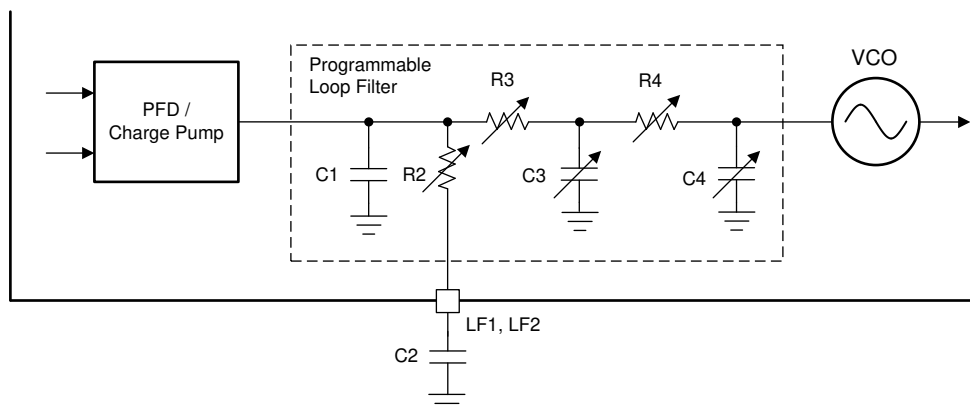 Programmable
Loop Filter
VCO
R3
R4
PFD /
Charge Pump
C1
R2
C3
C4
LF1, LF2
C2